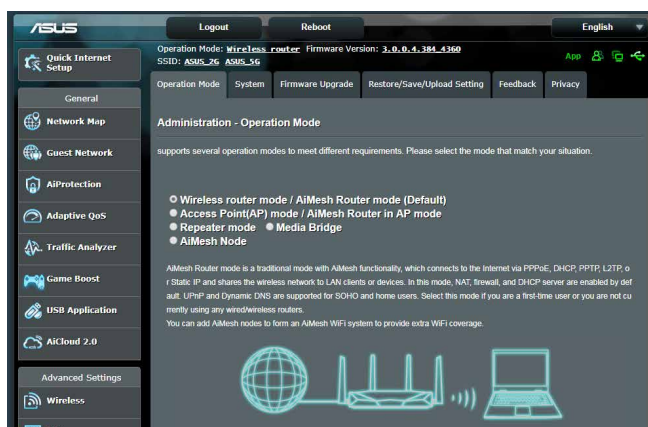 ASUS
Logout
Reboot
English
Quick Internet Setup
Operation Mode: Wireless router Firmware Version: 3.0.0.4.384_4360
SSID: ASUS_2G ASUS_5G
App
Operation Mode
System
Firmware Upgrade
Restore/Save/Upload Setting
Feedback
Privacy
General
Network Map
Guest Network
AiProtection
Adaptive QoS
Traffic Analyzer
Game Boost
USB Application
AiCloud 2.0
Advanced Settings
Wireless
Administration - Operation Mode
supports several operation modes to meet different requirements. Please select the mode that match your situation.
Wireless router mode / AiMesh Router mode (Default)
Access Point(AP) mode / AiMesh Router in AP mode
Repeater mode Media Bridge
AiMesh Node
AiMesh Router mode is a traditional mode with AiMesh functionality, which connects to the Internet via PPPoE, DHCP, PPTP, L2TP, o
r Static IP and shares the wireless network to LAN clients or devices. In this mode, NAT, firewall, and DHCP server are enabled by def
ault. UPnP and Dynamic DNS are supported for SOHO and home users. Select this mode if you are a first-time user or you are not cu
rrently using any wired/wireless routers.
You can add AiMesh nodes to form an AiMesh WiFi system to provide extra WiFi coverage.